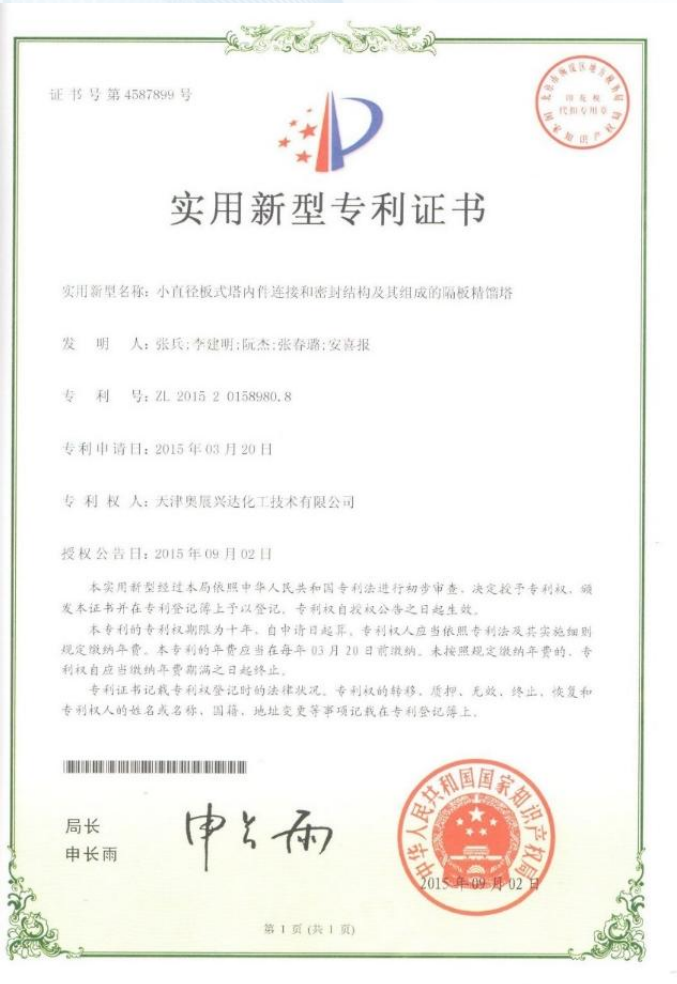 证书号第4587899号
印花税
代扣专用章
国家知识产权局
实用新型专利证书
实用新型名称：小直径板式塔内件连接和密封结构及其组成的隔板精馏塔
发 明 人：张兵;李建明;阮杰;张春璐;安喜报
专 利 号：ZL 2015 2 0158980.8
专利申请日：2015年03月20日
专 利 权 人：天津奥展兴达化工技术有限公司
授权公告日：2015年09月02日
本实用新型经过本局依照中华人民共和国专利法进行初步审查，决定授予专利权，颁
发本证书并在专利登记簿上予以登记。专利权自授权公告之日起生效。
本专利的专利权期限为十年，自申请日起算。专利权人应当依照专利法及其实施细则
规定缴纳年费。本专利的年费应当在每年03月20日前缴纳。未按照规定缴纳年费的，专
利权自应当缴纳年费期满之日起终止。
专利证书记载专利权登记时的法律状况。专利权的转移、质押、无效、终止、恢复和
专利权人的姓名或名称、国籍、地址变更等事项记载在专利登记簿上。
局长
申长雨
申长雨
中华人民共和国国家知识产权局
2015年09月02日
第 1 页 (共 1 页)